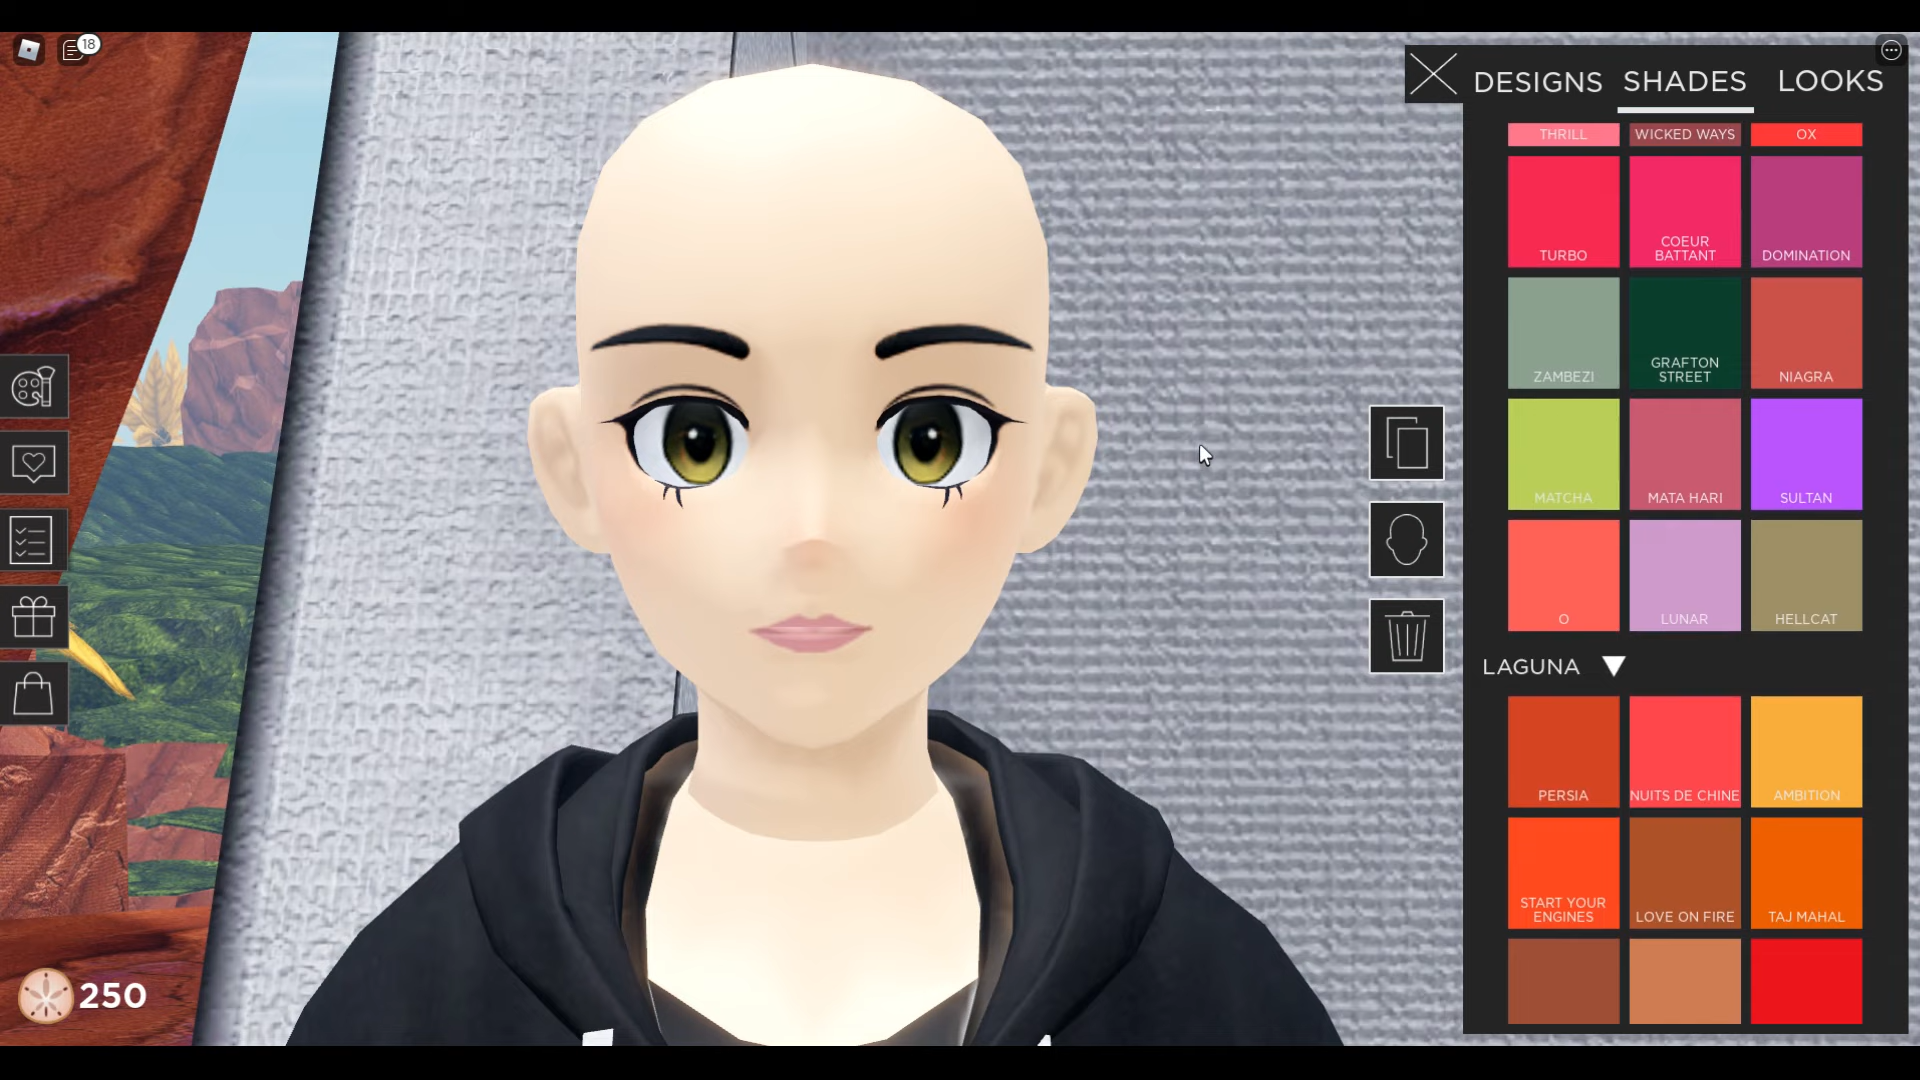 18
DESIGNS SHADES LOOKS
THRILL WICKED WAYS OX
TURBO COEUR BATTANT DOMINATION
ZAMBEZI GRAFTON STREET NIAGRA
MATCHA MATA HARI SULTAN
O LUNAR HELLCAT
LAGUNA
PERSIA NUITS DE CHINE AMBITION
START YOUR ENGINES LOVE ON FIRE TAJ MAHAL
250